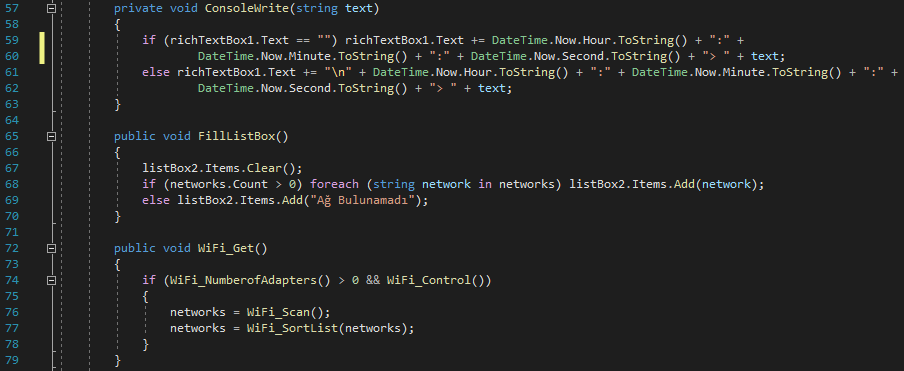 57 private void ConsoleWrite(string text)
58 {
59 if (richTextBox1.Text == "") richTextBox1.Text += DateTime.Now.Hour.ToString() + ":" +
60 DateTime.Now.Minute.ToString() + ":" + DateTime.Now.Second.ToString() + "> " + text;
61 else richTextBox1.Text += "\n" + DateTime.Now.Hour.ToString() + ":" + DateTime.Now.Minute.ToString() + ":" +
62 DateTime.Now.Second.ToString() + "> " + text;
63 }
64
65 public void FillListBox()
66 {
67 listBox2.Items.Clear();
68 if (networks.Count > 0) foreach (string network in networks) listBox2.Items.Add(network);
69 else listBox2.Items.Add("Ağ Bulunamadı");
70 }
71
72 public void WiFi_Get()
73 {
74 if (WiFi_NumberofAdapters() > 0 && WiFi_Control())
75 {
76 networks = WiFi_Scan();
77 networks = WiFi_SortList(networks);
78 }
79 }